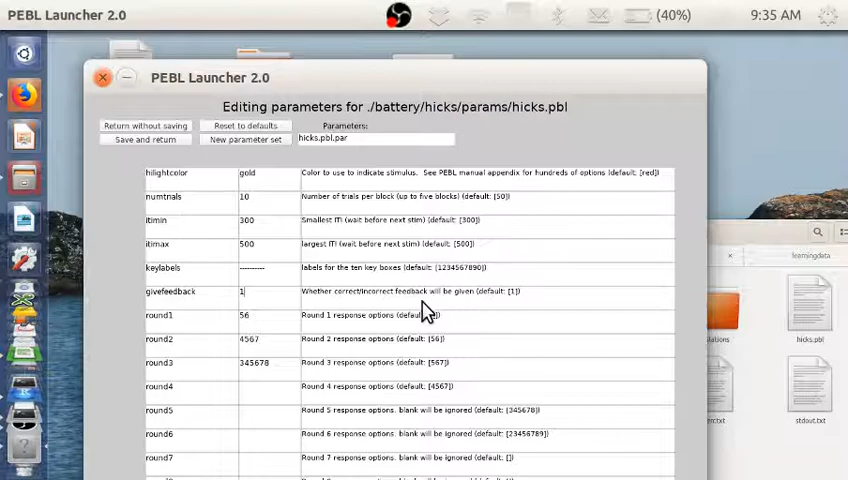 PEBL Launcher 2.0
(40%)
9:35 AM
PEBL Launcher 2.0
Editing parameters for ./battery/hicks/params/hicks.pbl
Return without saving
Reset to defaults
Parameters:
Save and return
New parameter set
hicks.pbl.par
hilightcolor gold Color to use to indicate stimulus. See PEBL manual appendix for hundreds of options (default: [red])
numtrials 10 Number of trials per block (up to five blocks) (default: [50])
itimin 300 Smallest ITI (wait before next stim) (default: [300])
itimax 500 largest ITI (wait before next stim) (default: [500])
keylabels ---------- labels for the ten key boxes (default: [1234567890])
givefeedback 1 Whether correct/incorrect feedback will be given (default: [1])
round1 56 Round 1 response options
round2 4567 Round 2 response options (default: [56])
round3 345678 Round 3 response options (default: [567])
round4 Round 4 response options (default: [4567])
round5 Round 5 response options. blank will be ignored (default: [345678])
round6 Round 6 response options. blank will be ignored (default: [23456789])
round7 Round 7 response options. blank will be ignored (default: [])
learningdata
hicks.pbl
stdout.txt